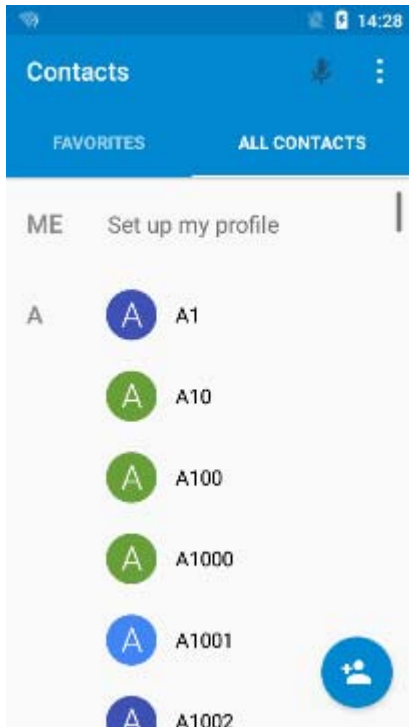 14:28
Contacts
FAVORITES ALL CONTACTS
ME Set up my profile
A A A1
A A10
A A100
A A1000
A A1001
A A1002